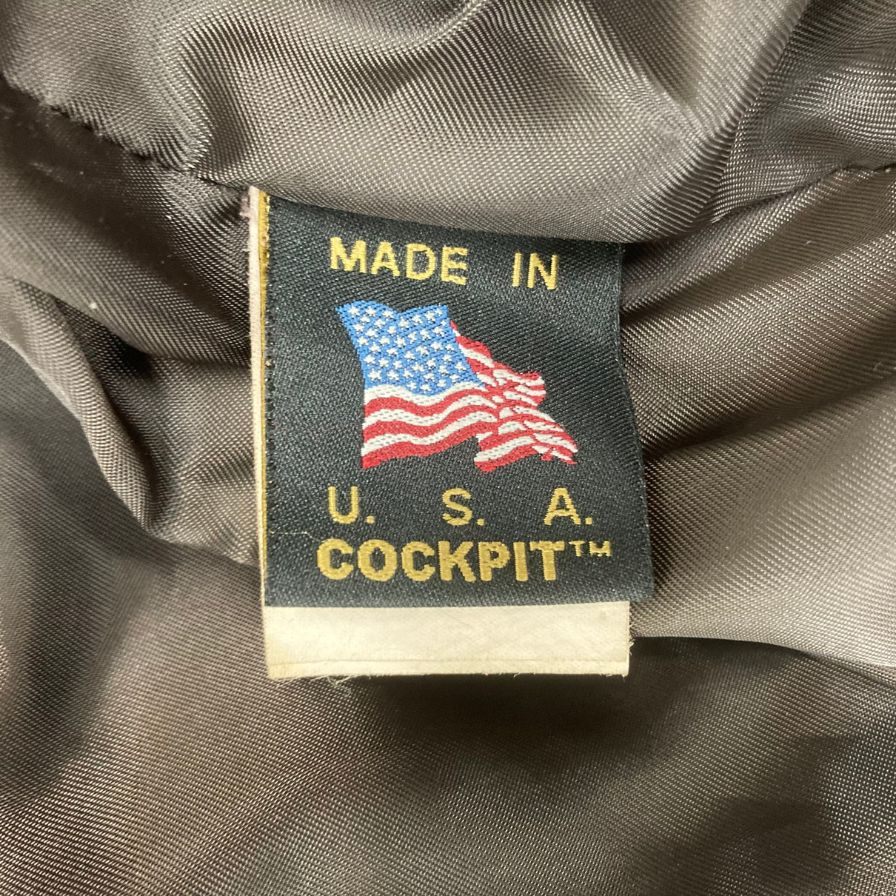 MADE IN
U. S. A.
COCKPIT™